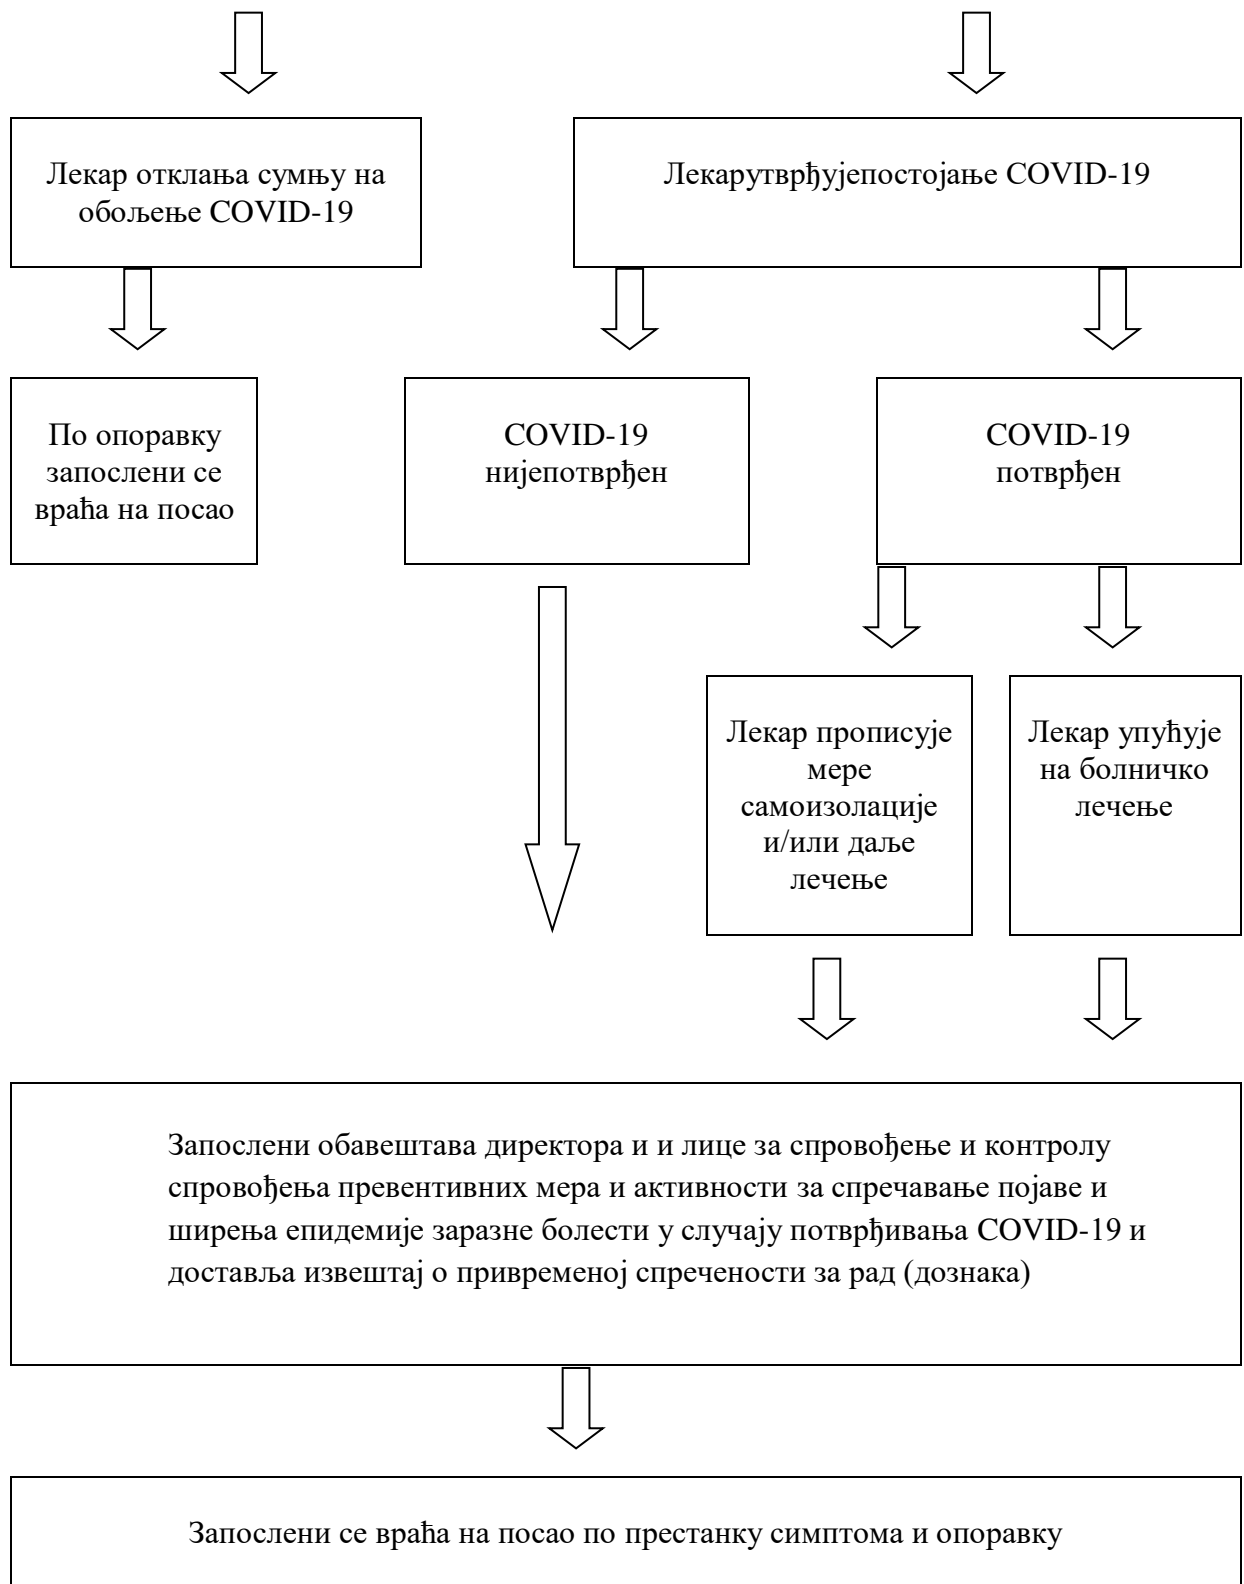 Лекар отклања сумњу на
обољење COVID-19
Лекарутврђујепостојање COVID-19
По опоравку
запослени се
враћа на посао
COVID-19
нијепотврђен
COVID-19
потврђен
Лекар прописује
мере
самоизолације
и/или даље
лечење
Лекар упућује
на болничко
лечење
Запослени обавештава директора и и лице за спровођење и контролу
спровођења превентивних мера и активности за спречавање појаве и
ширења епидемије заразне болести у случају потврђивања COVID-19 и
доставља извештај о привременој спречености за рад (дознака)
Запослени се враћа на посао по престанку симптома и опоравку